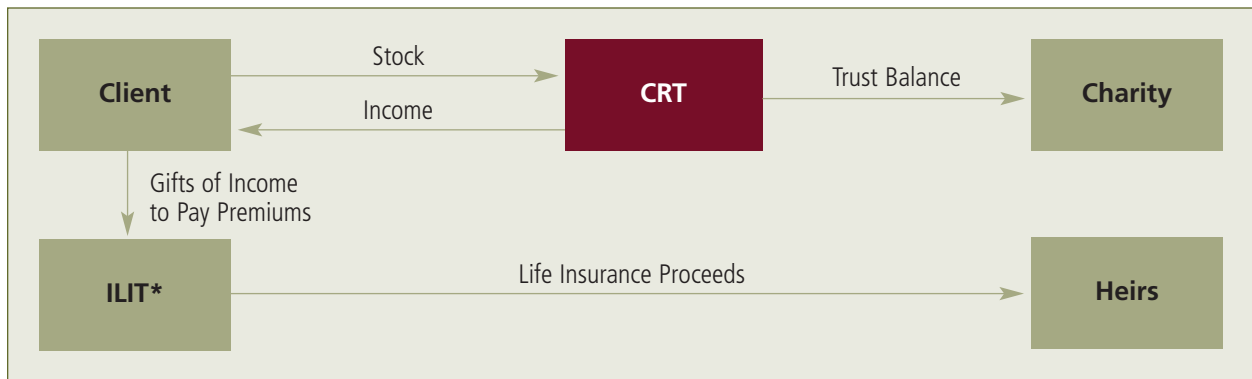 Stock
Client
CRT
Trust Balance
Charity
Income
Gifts of Income
to Pay Premiums
ILIT*
Life Insurance Proceeds
Heirs